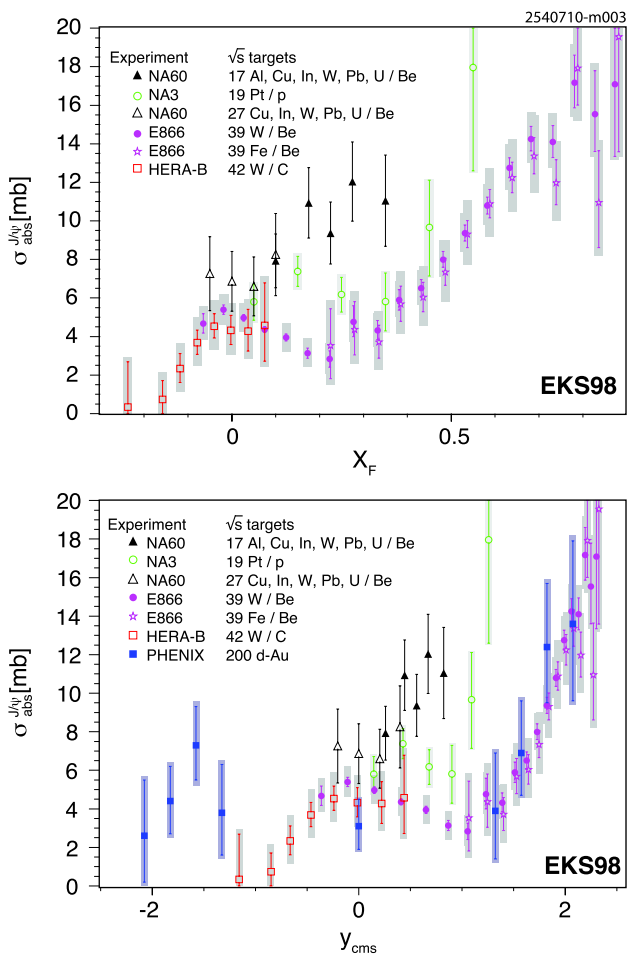 2540710-m003
20
18
16
14
12
10
8
6
4
2
0
σ abs J/ψ [mb]
Experiment √s targets
NA60 17 Al, Cu, In, W, Pb, U / Be
NA3 19 Pt / p
NA60 27 Cu, In, W, Pb, U / Be
E866 39 W / Be
E866 39 Fe / Be
HERA-B 42 W / C
EKS98
0 0.5
X_F
20
18
16
14
12
10
8
6
4
2
0
σ abs J/ψ [mb]
Experiment √s targets
NA60 17 Al, Cu, In, W, Pb, U / Be
NA3 19 Pt / p
NA60 27 Cu, In, W, Pb, U / Be
E866 39 W / Be
E866 39 Fe / Be
HERA-B 42 W / C
PHENIX 200 d-Au
EKS98
-2 0 2
y_cms